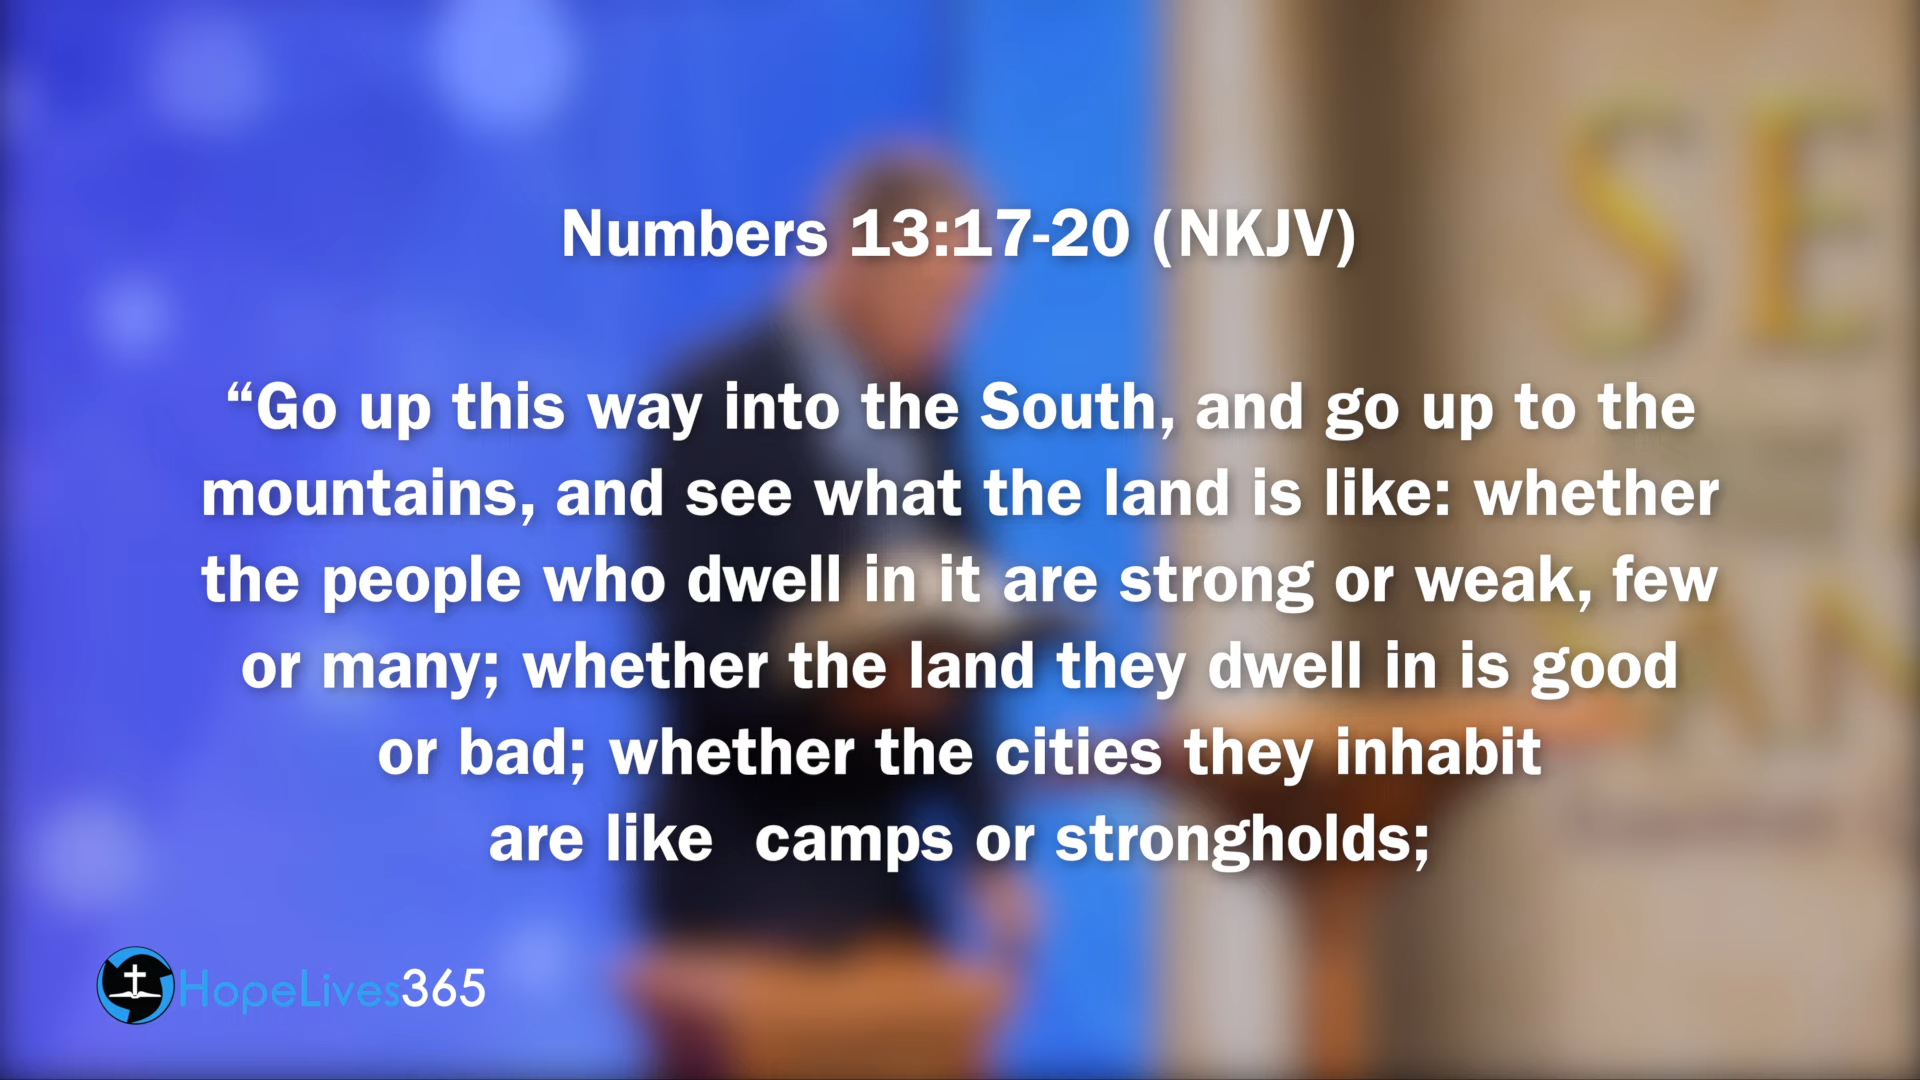 Numbers 13:17-20 (NKJV)
“Go up this way into the South, and go up to the
mountains, and see what the land is like: whether
the people who dwell in it are strong or weak, few
or many; whether the land they dwell in is good
or bad; whether the cities they inhabit
are like  camps or strongholds;
HopeLives365
SE